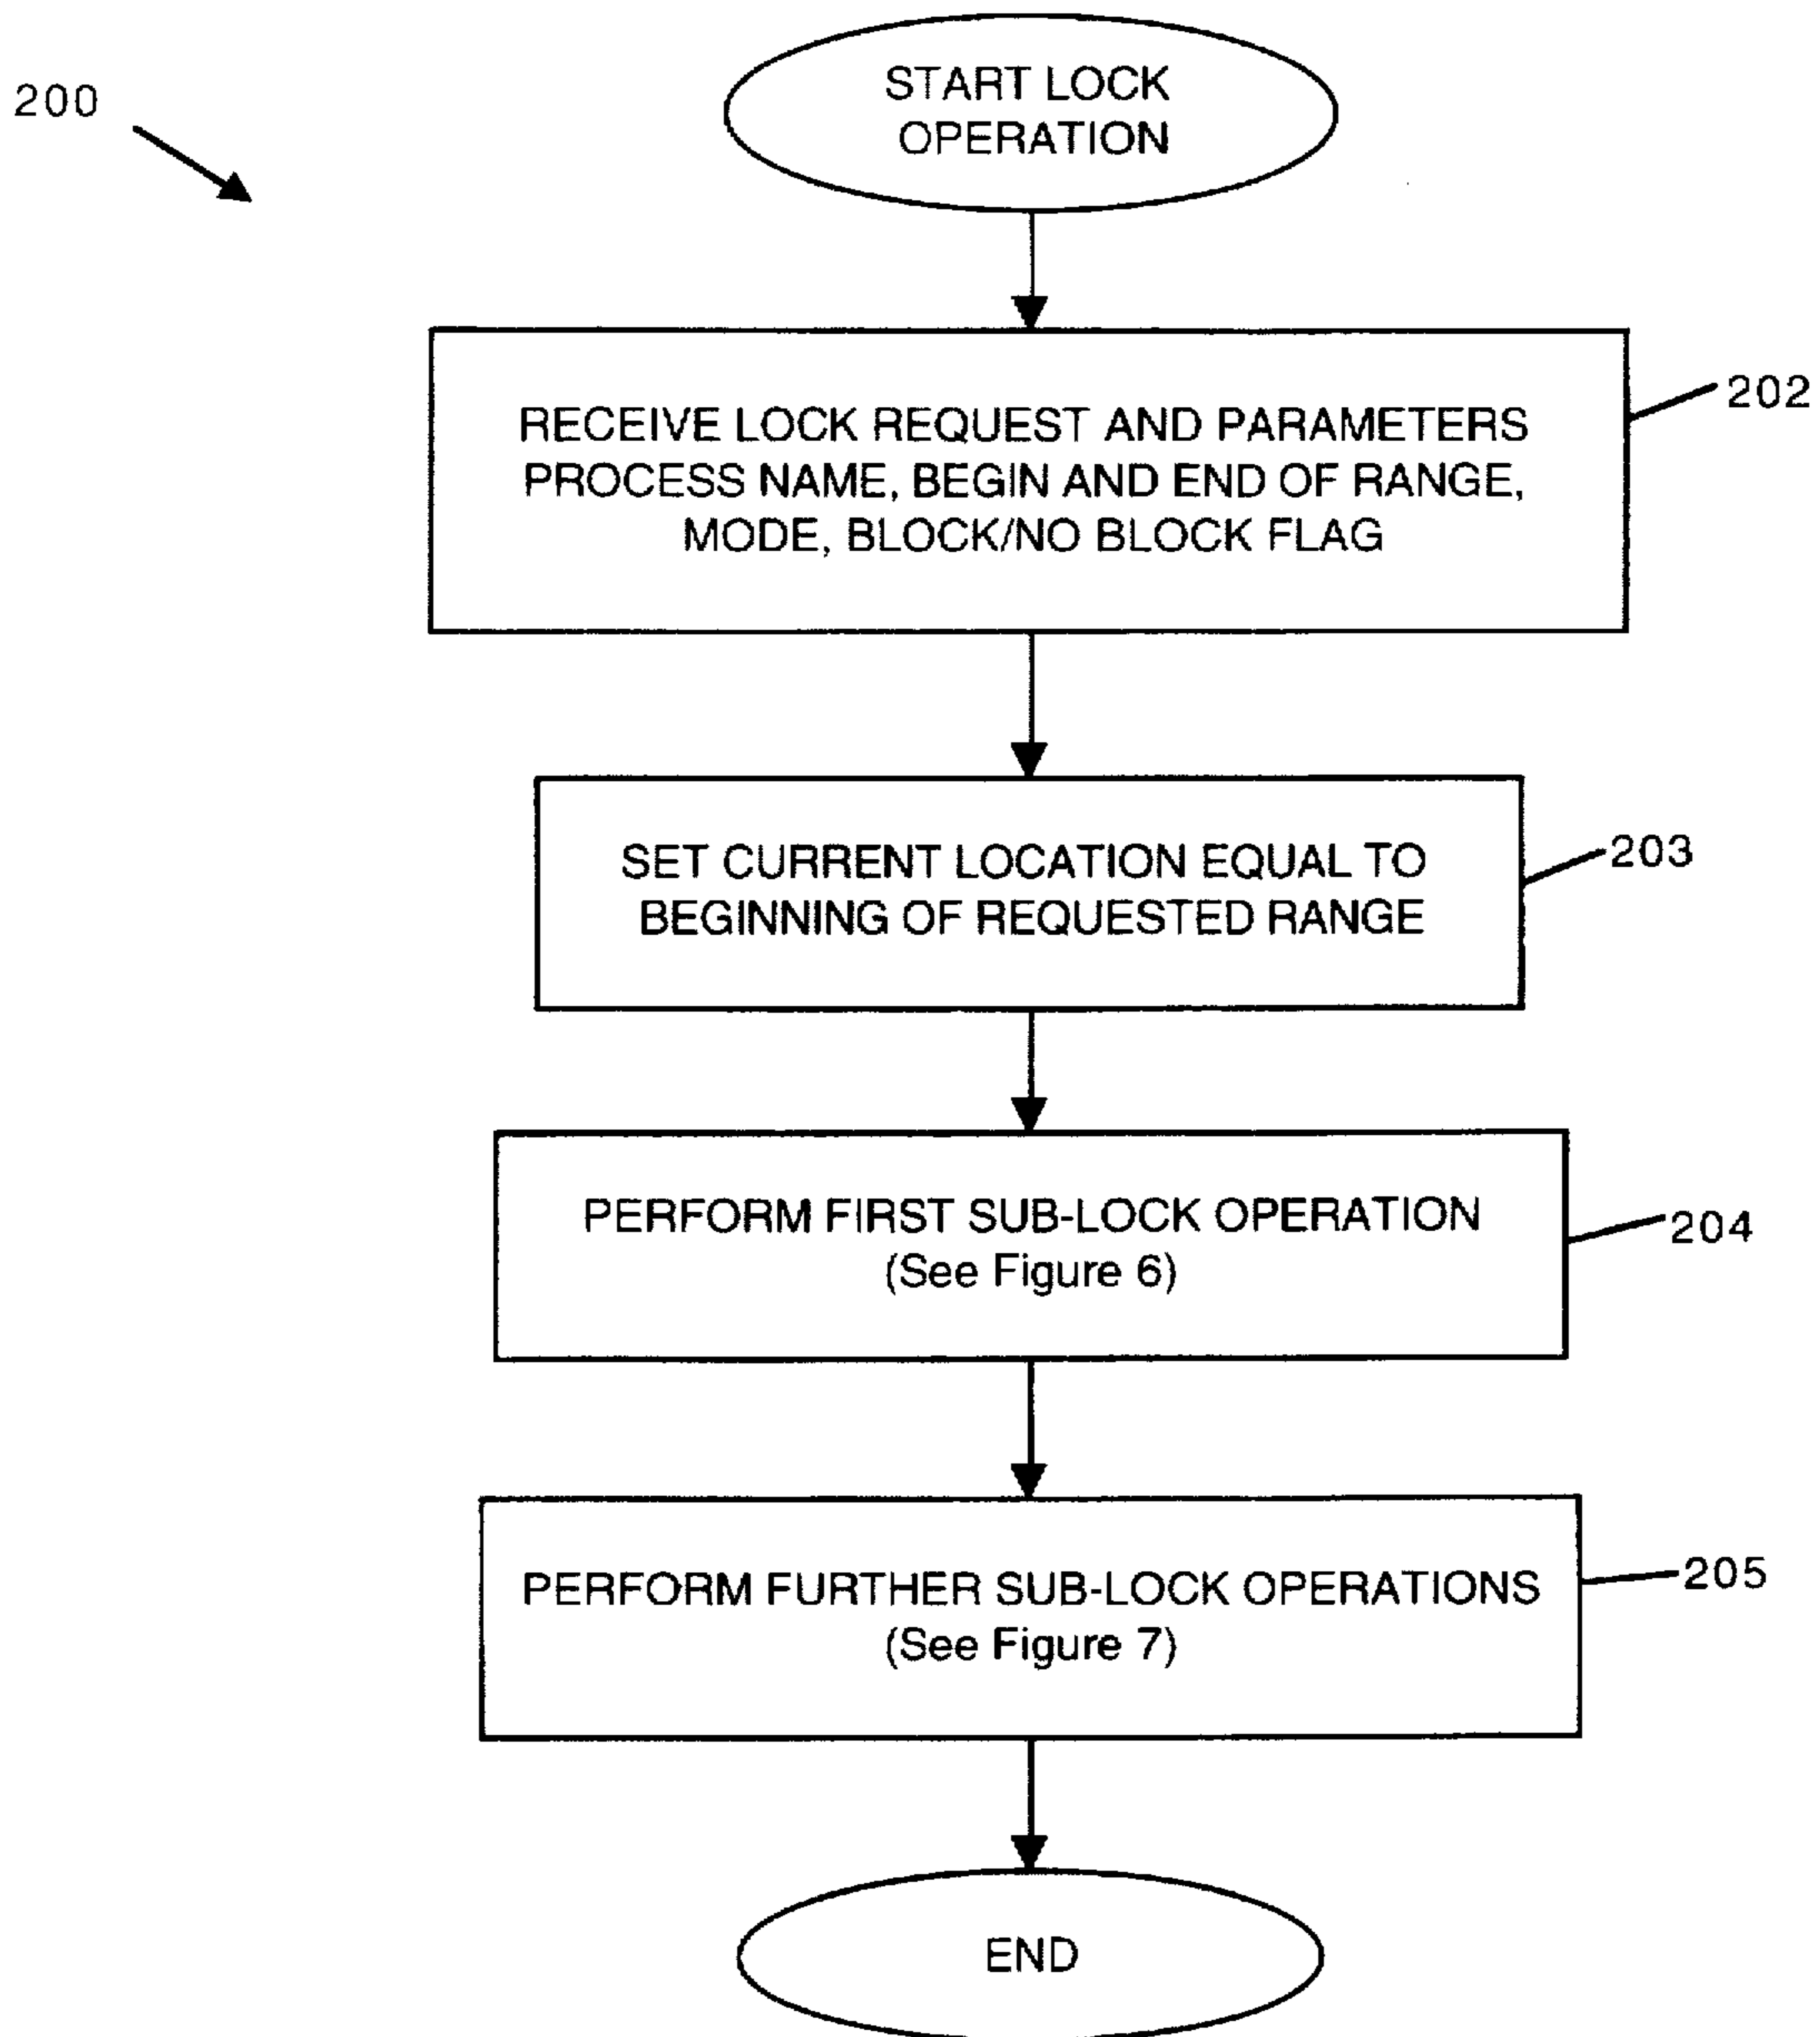 200
START LOCK
OPERATION
RECEIVE LOCK REQUEST AND PARAMETERS
PROCESS NAME, BEGIN AND END OF RANGE,
MODE, BLOCK/NO BLOCK FLAG
202
SET CURRENT LOCATION EQUAL TO
BEGINNING OF REQUESTED RANGE
203
PERFORM FIRST SUB-LOCK OPERATION
(See Figure 6)
204
PERFORM FURTHER SUB-LOCK OPERATIONS
(See Figure 7)
205
END